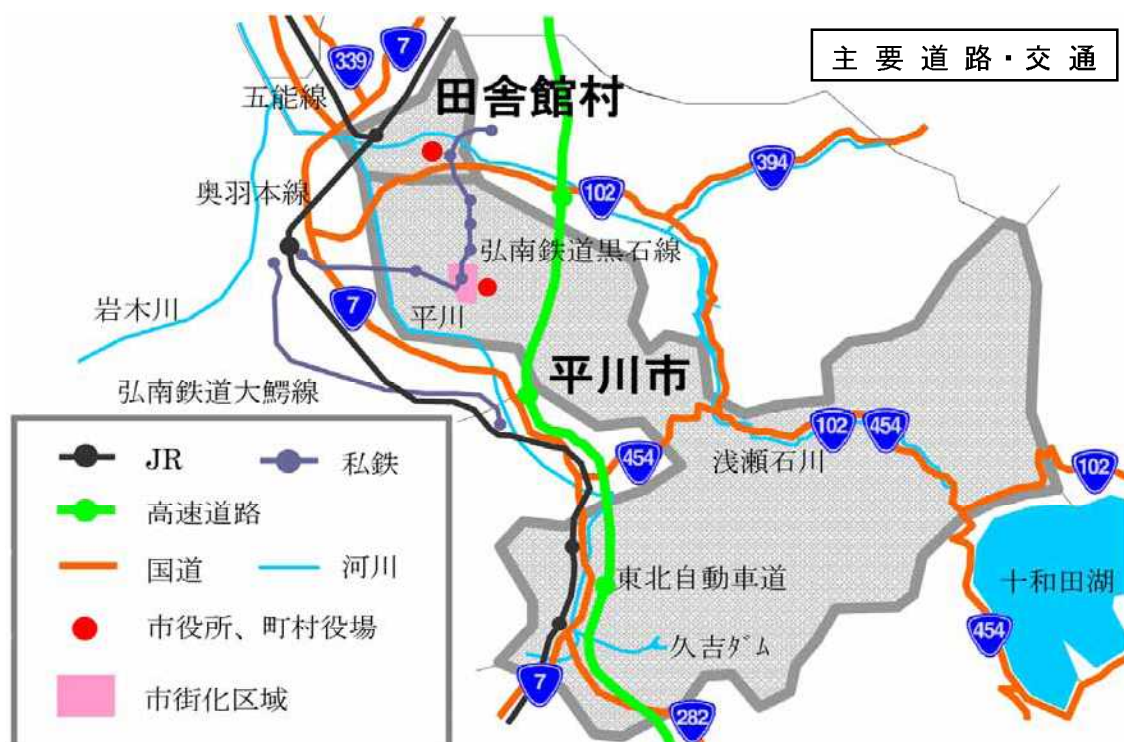 主要道路・交通
7
339
五能線
田舎館村
394
102
奥羽本線
弘南鉄道黒石線
岩木川
7
平川
平川市
弘南鉄道大鰐線
102
454
454
浅瀬石川
102
JR
私鉄
高速道路
国道
河川
市役所、町村役場
市街化区域
東北自動車道
十和田湖
454
久吉ﾀﾞﾑ
7
282